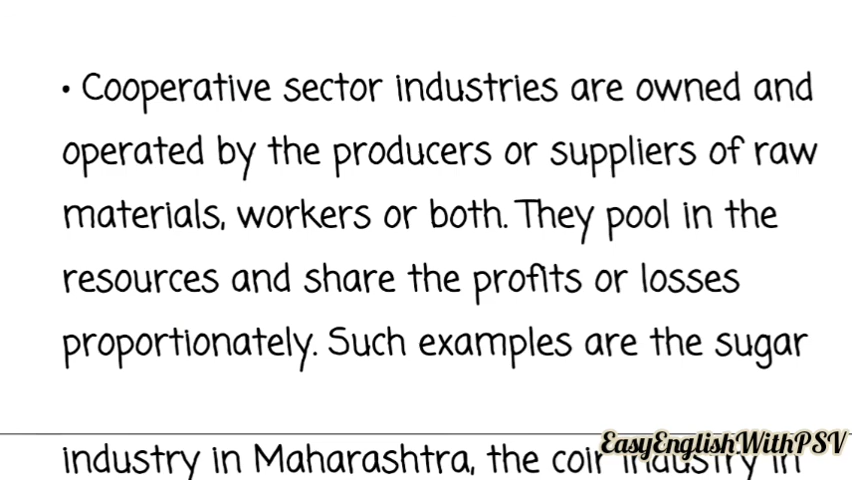 • Cooperative sector industries are owned and
operated by the producers or suppliers of raw
materials, workers or both. They pool in the
resources and share the profits or losses
proportionately. Such examples are the sugar
EasyEnglishWithPSV
industry in Maharashtra, the coir industry in